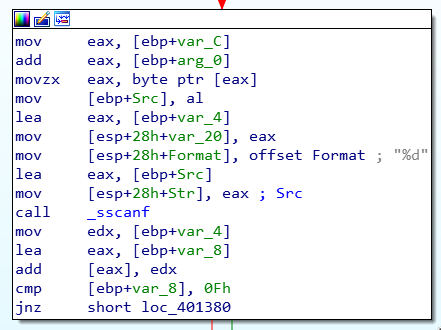 mov     eax, [ebp+var_C]
add     eax, [ebp+arg_0]
movzx   eax, byte ptr [eax]
mov     [ebp+Src], al
lea     eax, [ebp+var_4]
mov     [esp+28h+var_20], eax
mov     [esp+28h+Format], offset Format ; "%d"
lea     eax, [ebp+Src]
mov     [esp+28h+Str], eax ; Src
call    _sscanf
mov     edx, [ebp+var_4]
lea     eax, [ebp+var_8]
add     [eax], edx
cmp     [ebp+var_8], 0Fh
jnz     short loc_401380